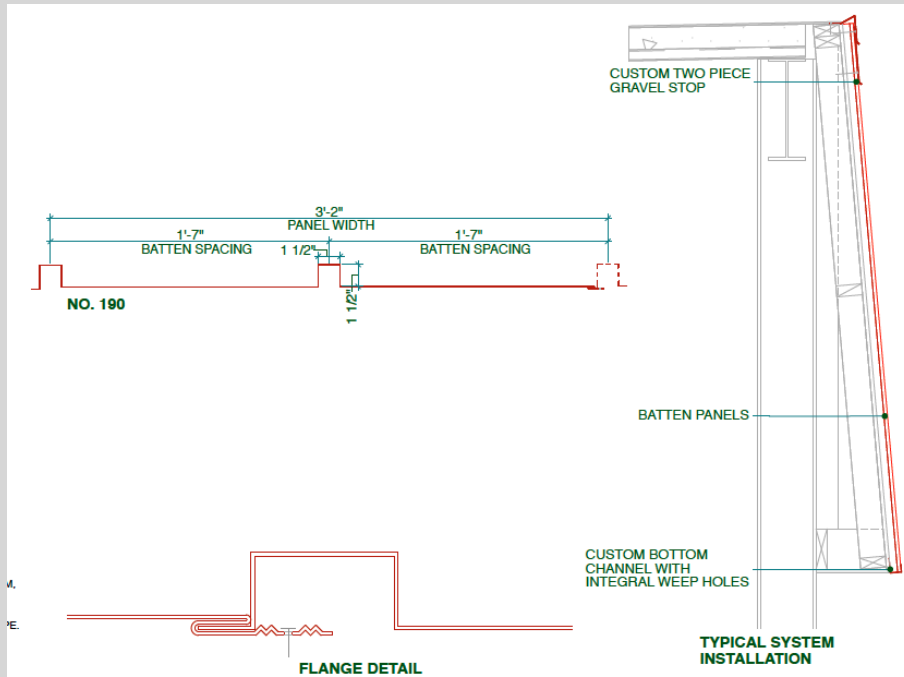 CUSTOM TWO PIECE
GRAVEL STOP
3'-2"
PANEL WIDTH
1'-7"
BATTEN SPACING
1 1/2"
1'-7"
BATTEN SPACING
1 1/2"
NO. 190
BATTEN PANELS
CUSTOM BOTTOM
CHANNEL WITH
INTEGRAL WEEP HOLES
M,
PE.
FLANGE DETAIL
TYPICAL SYSTEM
INSTALLATION